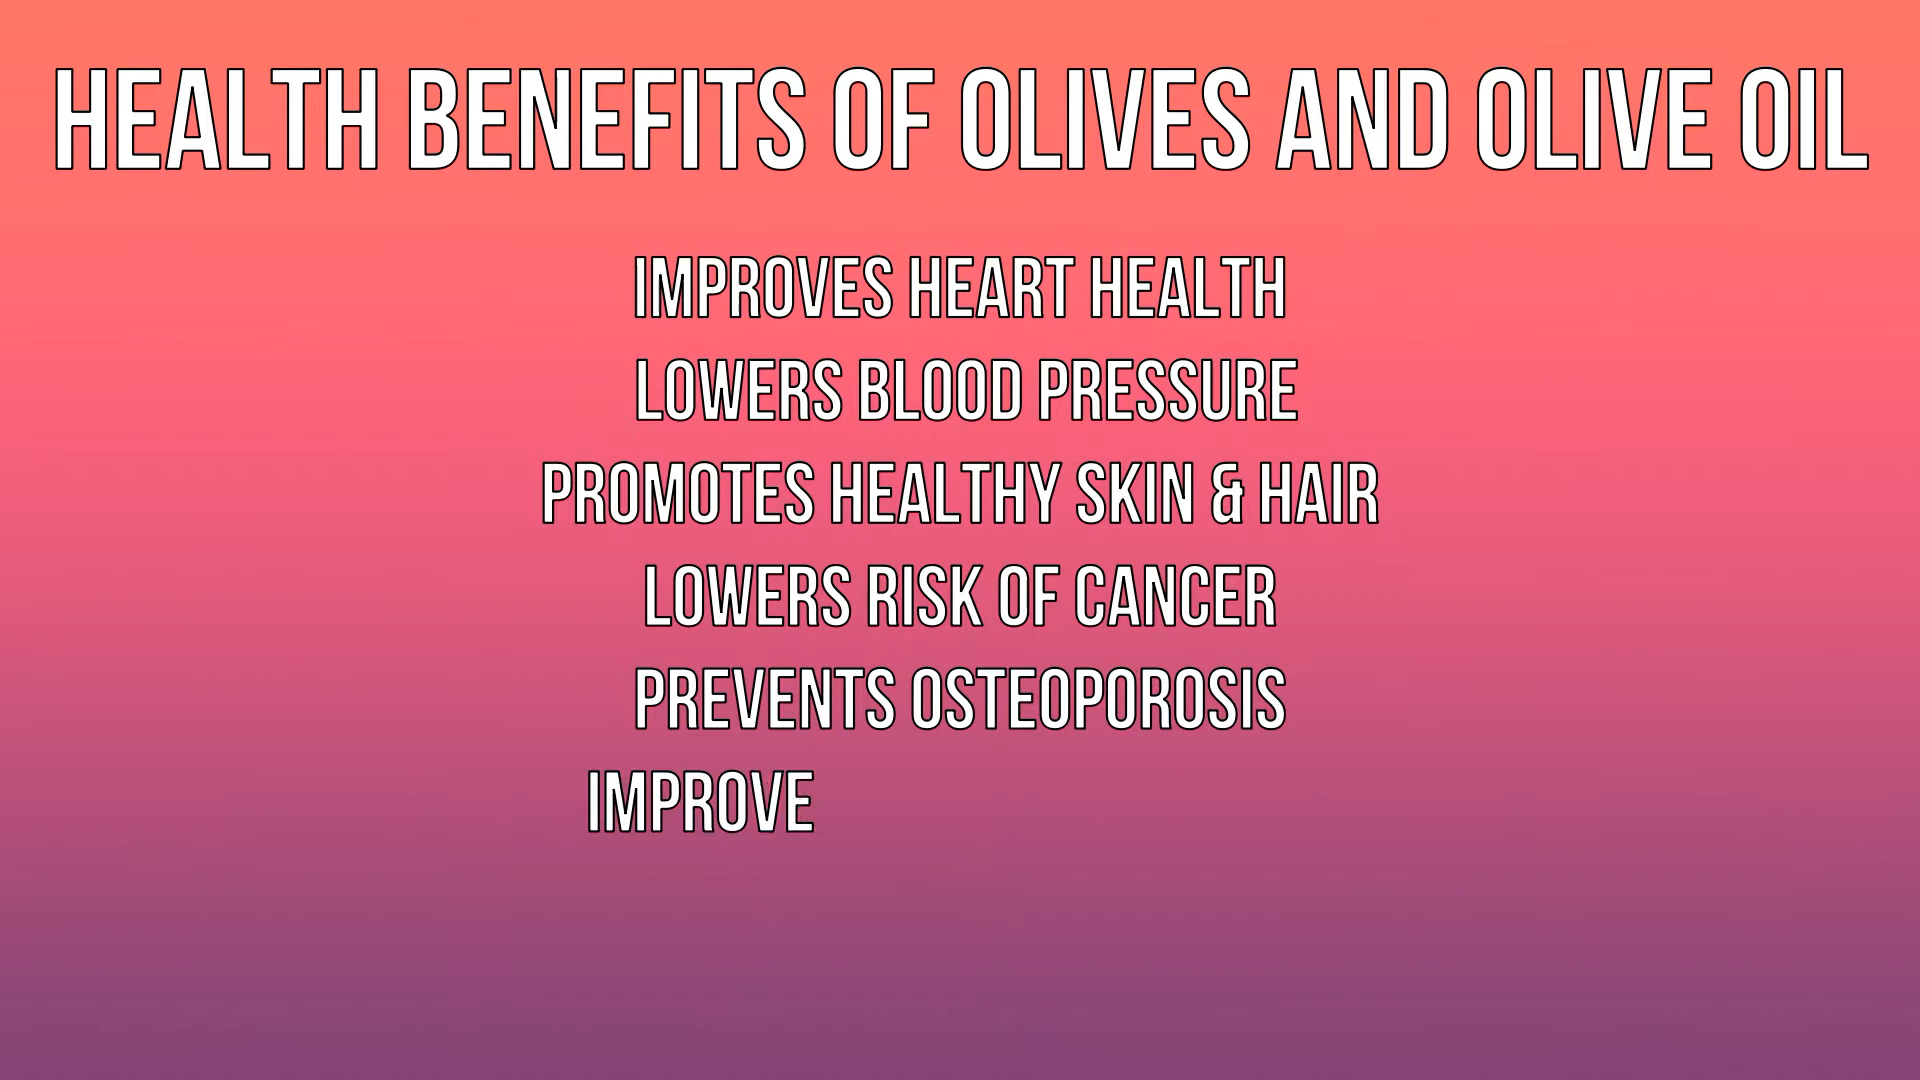 HEALTH BENEFITS OF OLIVES AND OLIVE OIL
IMPROVES HEART HEALTH
LOWERS BLOOD PRESSURE
PROMOTES HEALTHY SKIN & HAIR
LOWERS RISK OF CANCER
PREVENTS OSTEOPOROSIS
IMPROVE